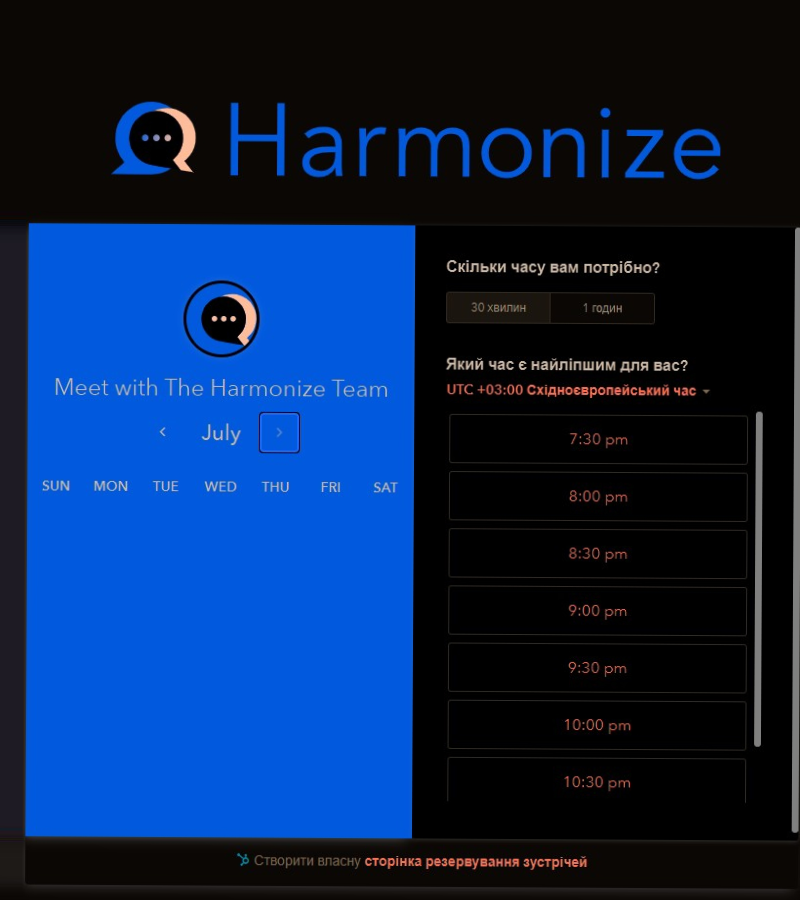 Harmonize
Meet with The Harmonize Team
July
SUN MON TUE WED THU FRI SAT
Скільки часу вам потрібно?
30 хвилин 1 годин
Який час є найліпшим для вас?
UTC +03:00 Східноєвропейський час
7:30 pm
8:00 pm
8:30 pm
9:00 pm
9:30 pm
10:00 pm
10:30 pm
Створити власну сторінка резервування зустрічей